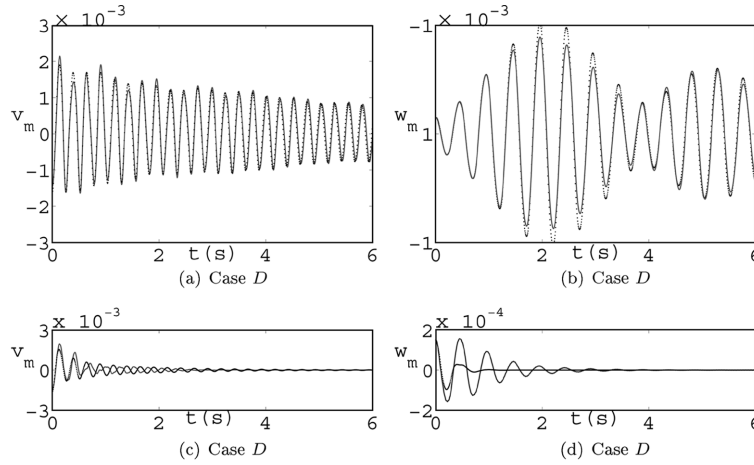 × 10⁻³
3
2
1
v_m
0
−1
−2
−3
0 2 4 6
t(s)
(a) Case D
× 10⁻³
−1
w_m
1
−1
0 2 4 6
t(s)
(b) Case D
x 10⁻³
3
v_m
0
−3
0 2 4 6
t(s)
(c) Case D
x 10⁻⁴
2
w_m
0
−2
0 2 4 6
t(s)
(d) Case D